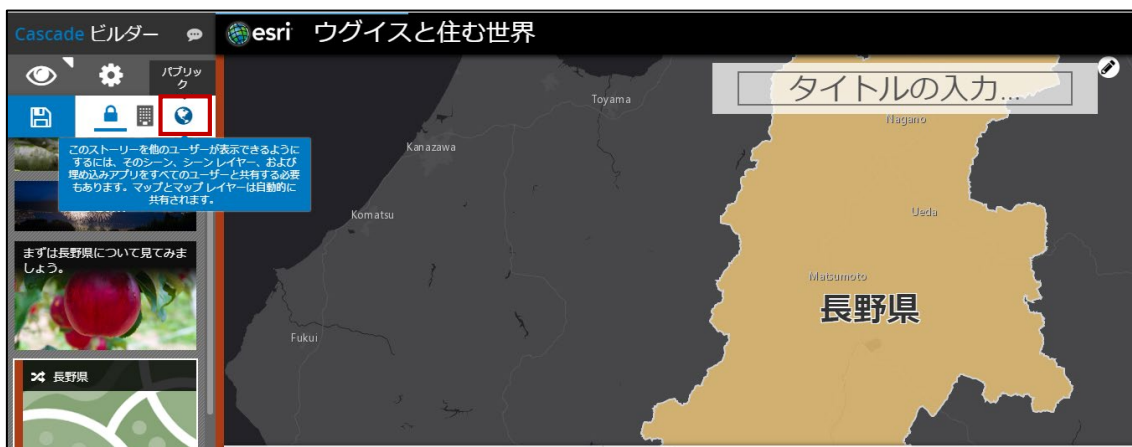 Cascade ビルダー
esri ウグイスと住む世界
パブリッ
ク
このストーリーを他のユーザーが表示できるように
するには、そのシーン、シーン レイヤー、および
埋め込みアプリをすべてのユーザーと共有する必要
もあります。マップとマップ レイヤーは自動的に
共有されます。
まずは長野県について見てみま
しょう。
長野県
タイトルの入力...
Toyama
Nagano
Kanazawa
Komatsu
Ueda
Matsumoto
長野県
Fukui